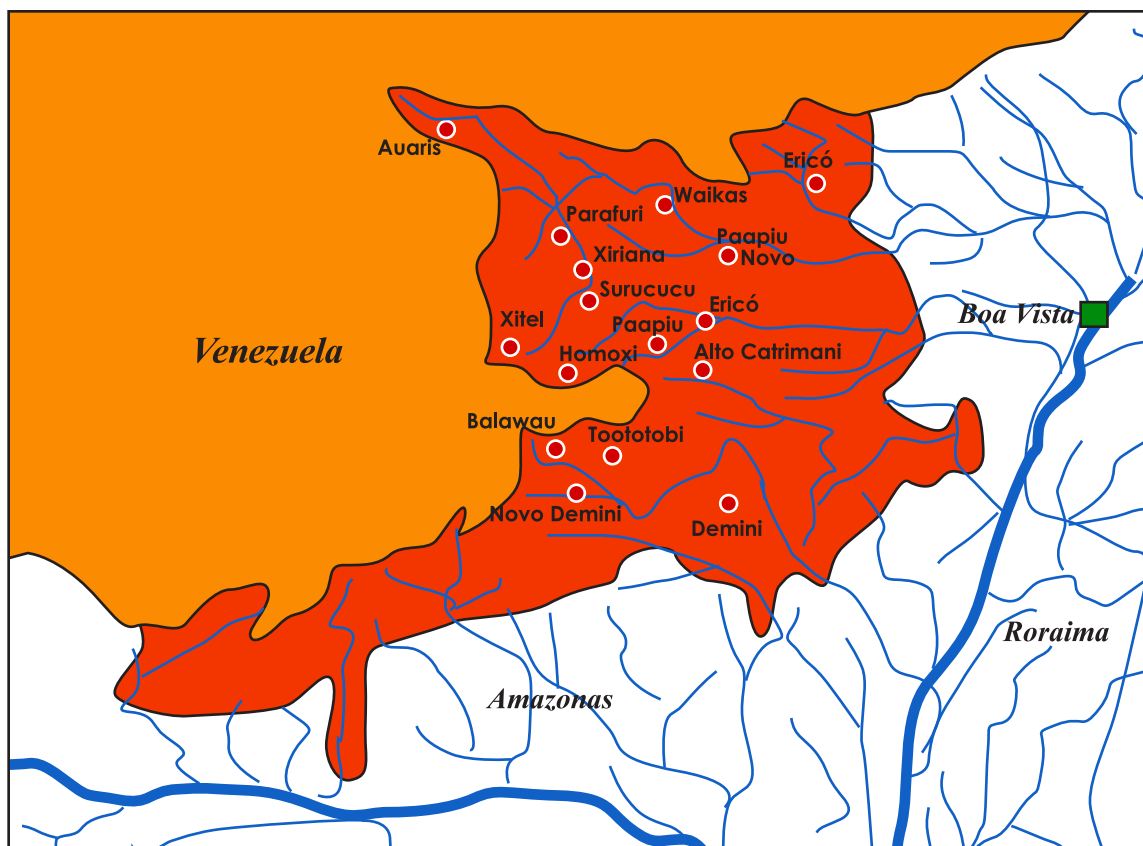 Auaris
Ericó
Waikas
Parafuri
Paapiu
Novo
Xiriana
Surucucu
Ericó
Boa Vista
Xitel
Paapiu
Venezuela
Homoxi
Alto Catrimani
Balawau
Toototobi
Novo Demini
Demini
Roraima
Amazonas